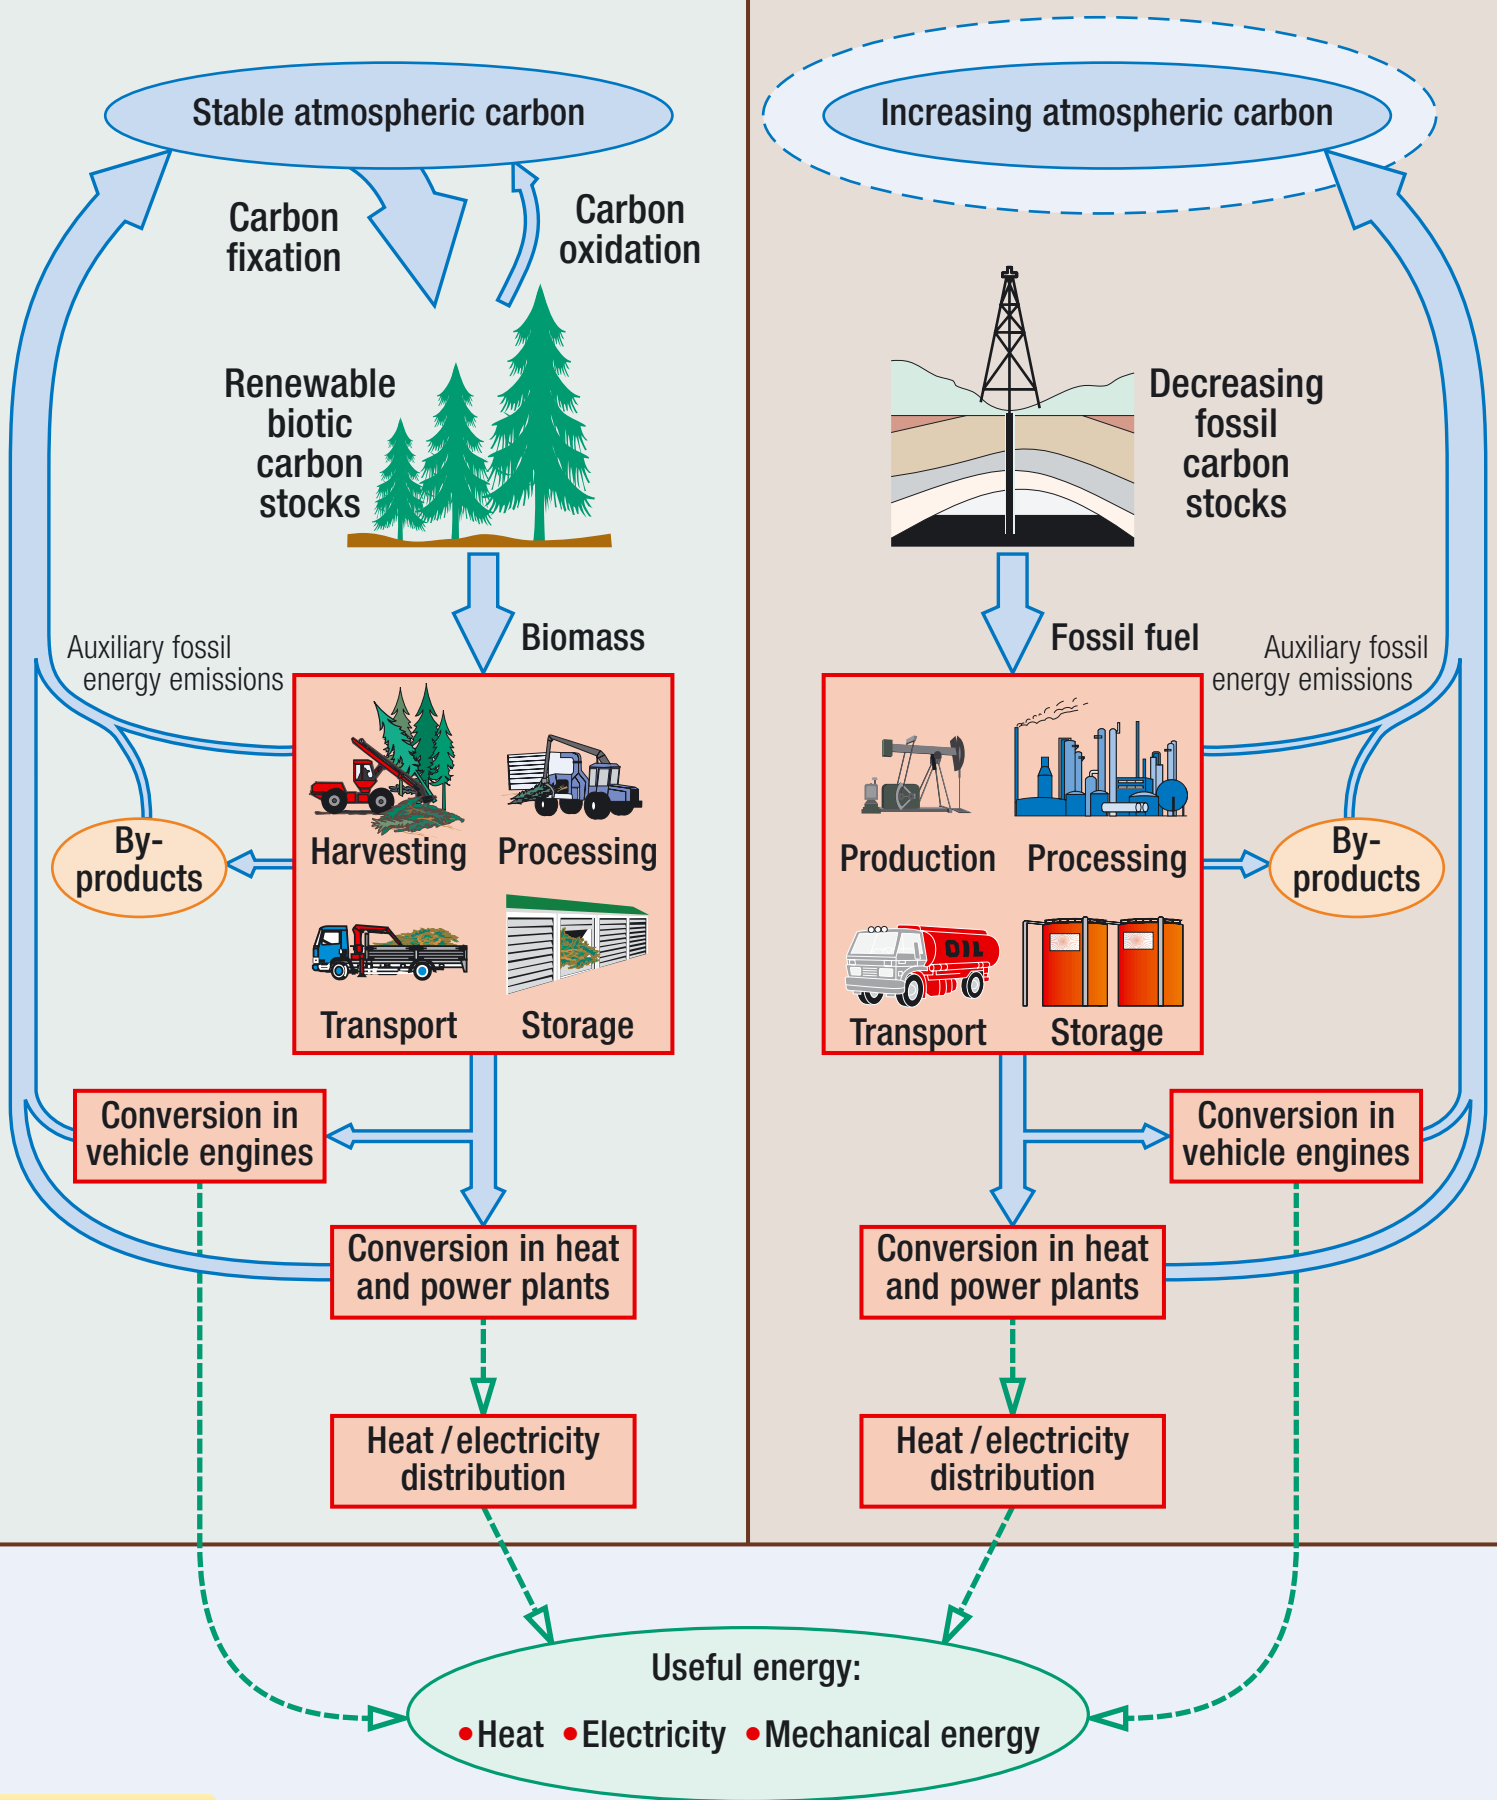 Stable atmospheric carbon
Carbon
fixation
Carbon
oxidation
Renewable
biotic
carbon
stocks
Biomass
Auxiliary fossil
energy emissions
Harvesting
Processing
By-
products
Transport
Storage
Conversion in
vehicle engines
Conversion in heat
and power plants
Heat / electricity
distribution
Increasing atmospheric carbon
Decreasing
fossil
carbon
stocks
Fossil fuel
Auxiliary fossil
energy emissions
Production
Processing
By-
products
OIL
Transport
Storage
Conversion in
vehicle engines
Conversion in heat
and power plants
Heat / electricity
distribution
Useful energy:
• Heat • Electricity • Mechanical energy